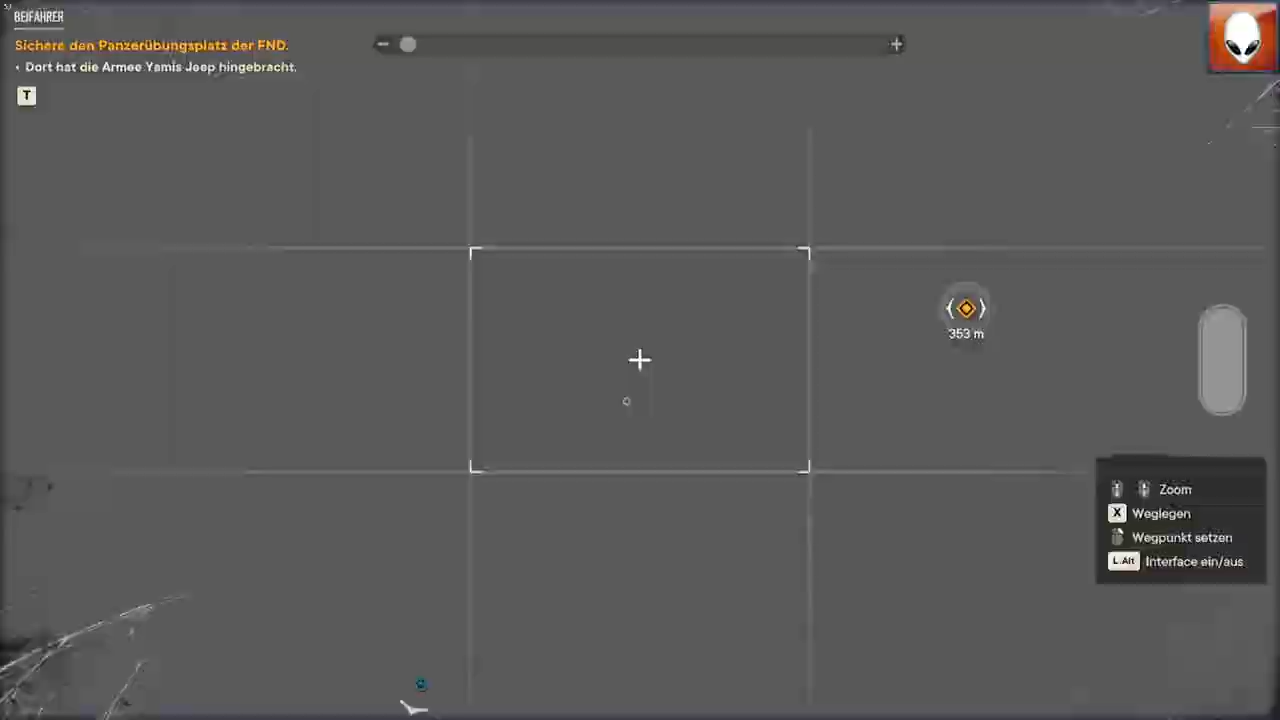 BEIFAHRER
Sichere den Panzerübungsplatz der FND.
• Dort hat die Armee Yamis Jeep hingebracht.
T
353 m
Zoom
X Weglegen
Wegpunkt setzen
L.Alt Interface ein/aus